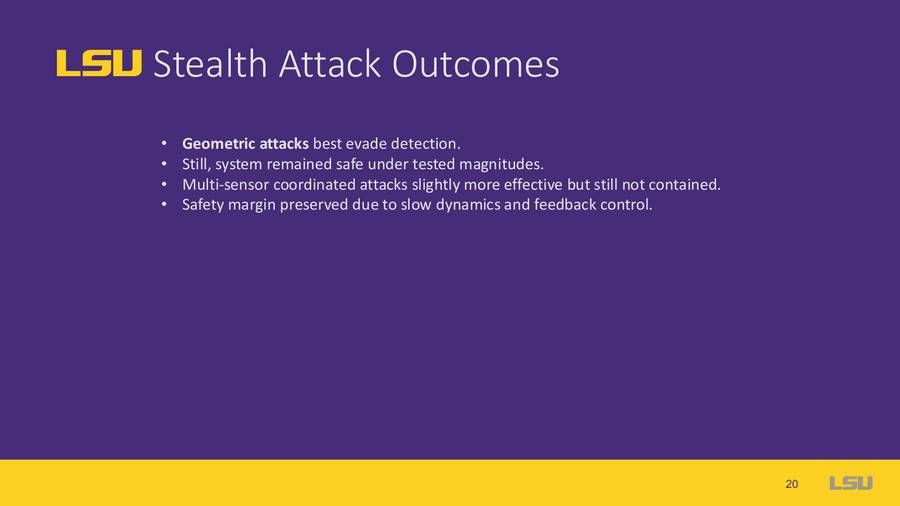 LSU Stealth Attack Outcomes
• Geometric attacks best evade detection.
• Still, system remained safe under tested magnitudes.
• Multi-sensor coordinated attacks slightly more effective but still not contained.
• Safety margin preserved due to slow dynamics and feedback control.
20 LSU